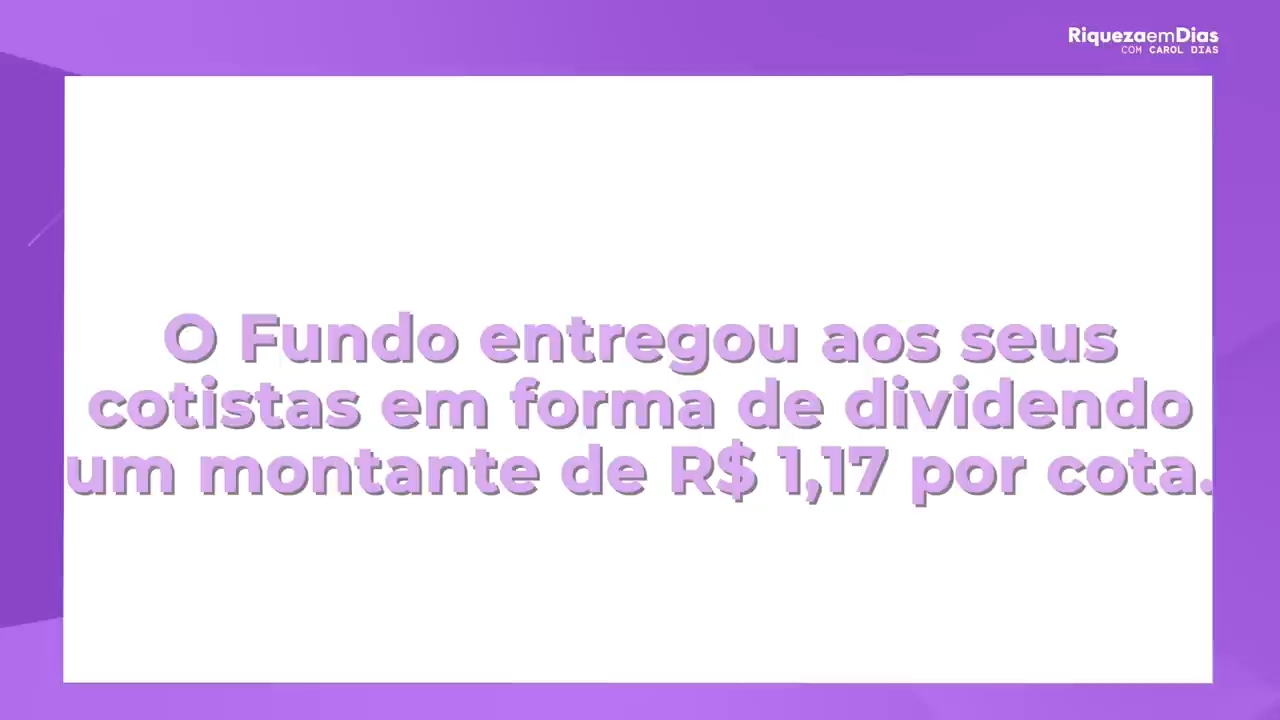 RiquezaemDias
COM CAROL DIAS
O Fundo entregou aos seus
cotistas em forma de dividendo
um montante de R$ 1,17 por cota.